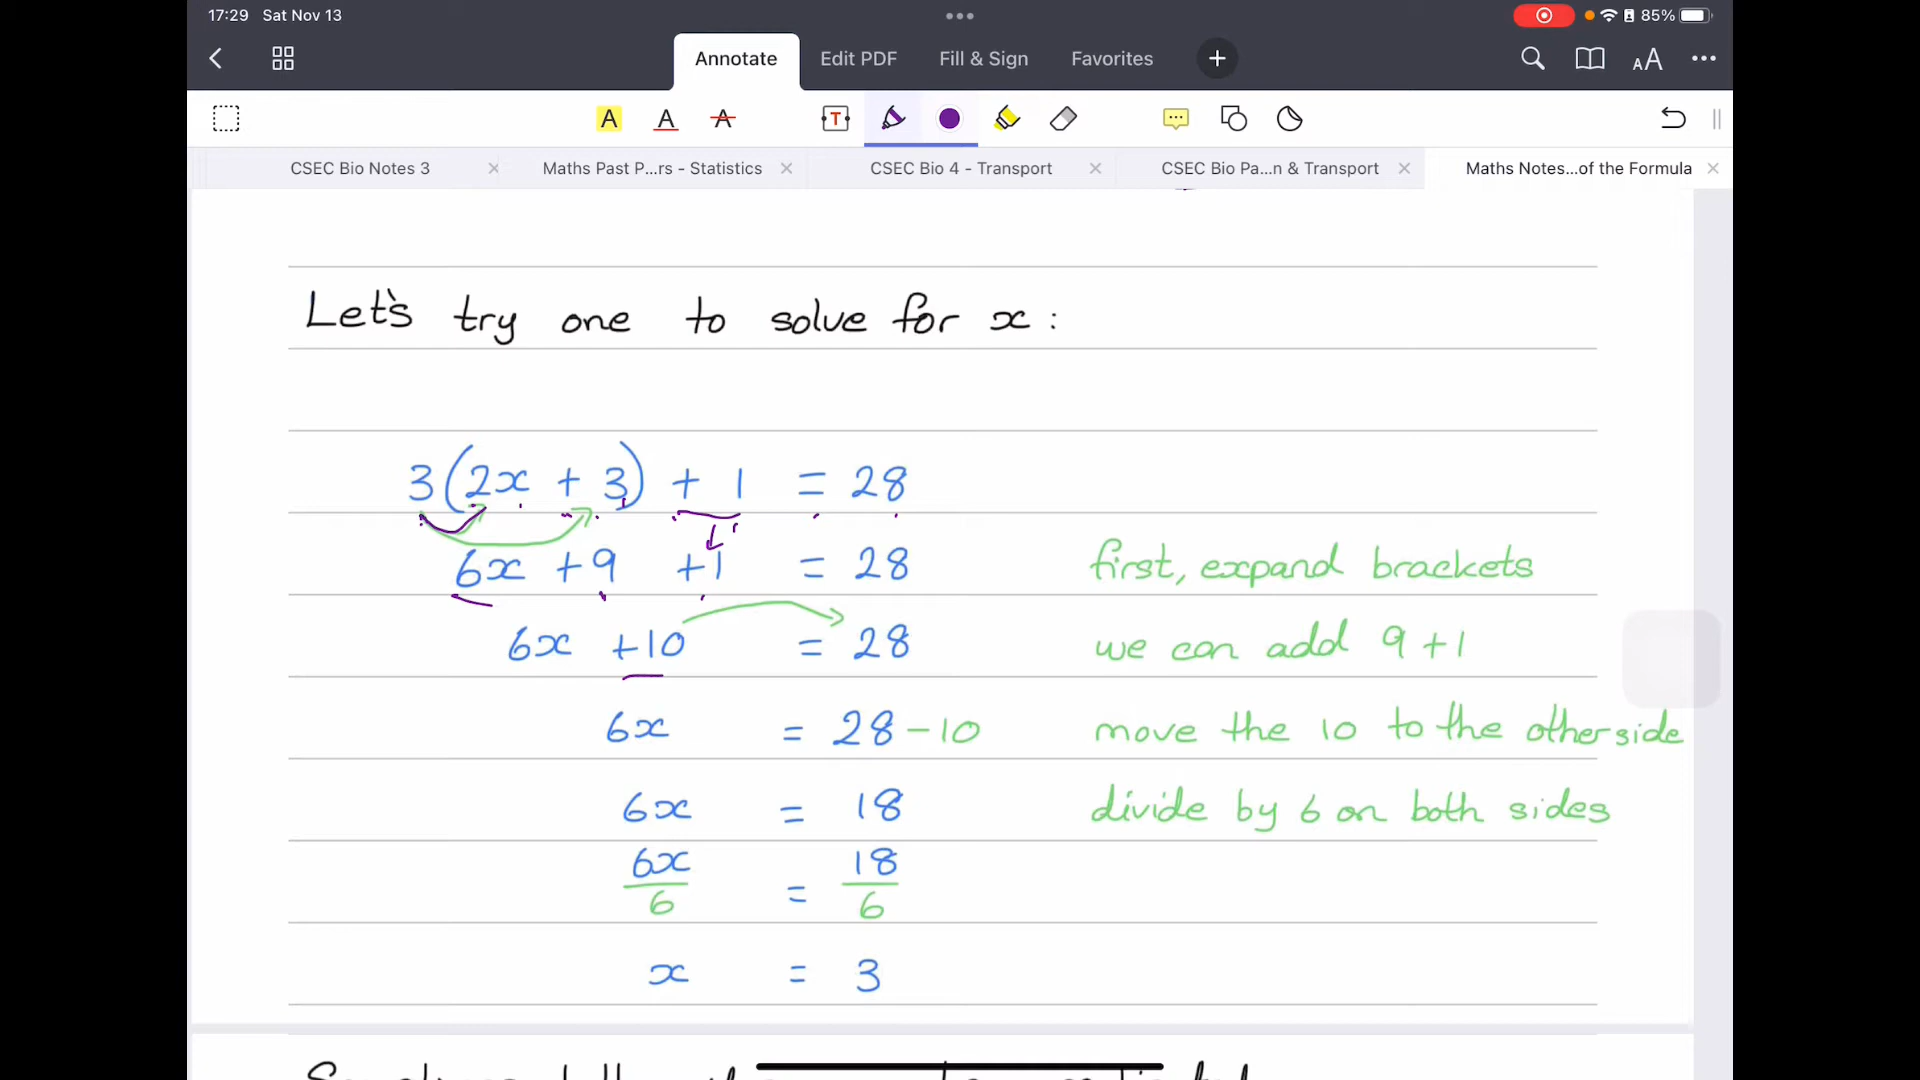 17:29 Sat Nov 13
85%
Annotate Edit PDF Fill & Sign Favorites
A A A T AA
CSEC Bio Notes 3 Maths Past P...rs - Statistics CSEC Bio 4 - Transport CSEC Bio Pa...n & Transport Maths Notes...of the Formula
Let's try one to solve for x :
3(2x + 3) + 1 = 28
6x + 9 + 1 = 28 first, expand brackets
6x + 10 = 28 we can add 9 + 1
6x = 28 - 10 move the 10 to the other side
6x = 18 divide by 6 on both sides
6x/6 = 18/6
x = 3